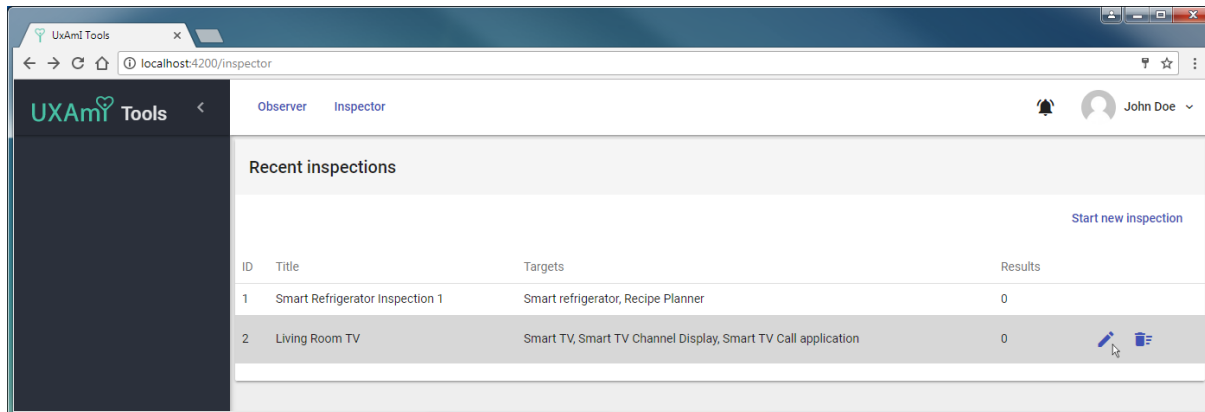 UxAmI Tools
localhost:4200/inspector
UXAmI Tools
Observer Inspector
John Doe
Recent inspections
Start new inspection
ID Title Targets Results
1 Smart Refrigerator Inspection 1 Smart refrigerator, Recipe Planner 0
2 Living Room TV Smart TV, Smart TV Channel Display, Smart TV Call application 0